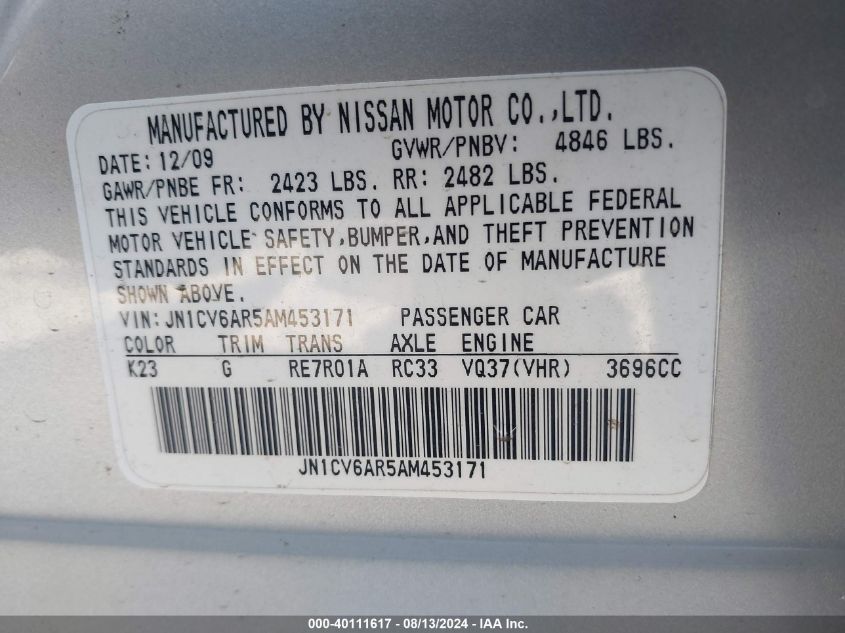 MANUFACTURED BY NISSAN MOTOR CO.,LTD.
DATE: 12/09 GVWR/PNBV: 4846 LBS.
GAWR/PNBE FR: 2423 LBS. RR: 2482 LBS.
THIS VEHICLE CONFORMS TO ALL APPLICABLE FEDERAL
MOTOR VEHICLE SAFETY,BUMPER,AND THEFT PREVENTION
STANDARDS IN EFFECT ON THE DATE OF MANUFACTURE
SHOWN ABOVE.
VIN: JN1CV6AR5AM453171 PASSENGER CAR
COLOR TRIM TRANS AXLE ENGINE
K23 G RE7R01A RC33 VQ37(VHR) 3696CC
JN1CV6AR5AM453171
000-40111617 - 08/13/2024 - IAA Inc.